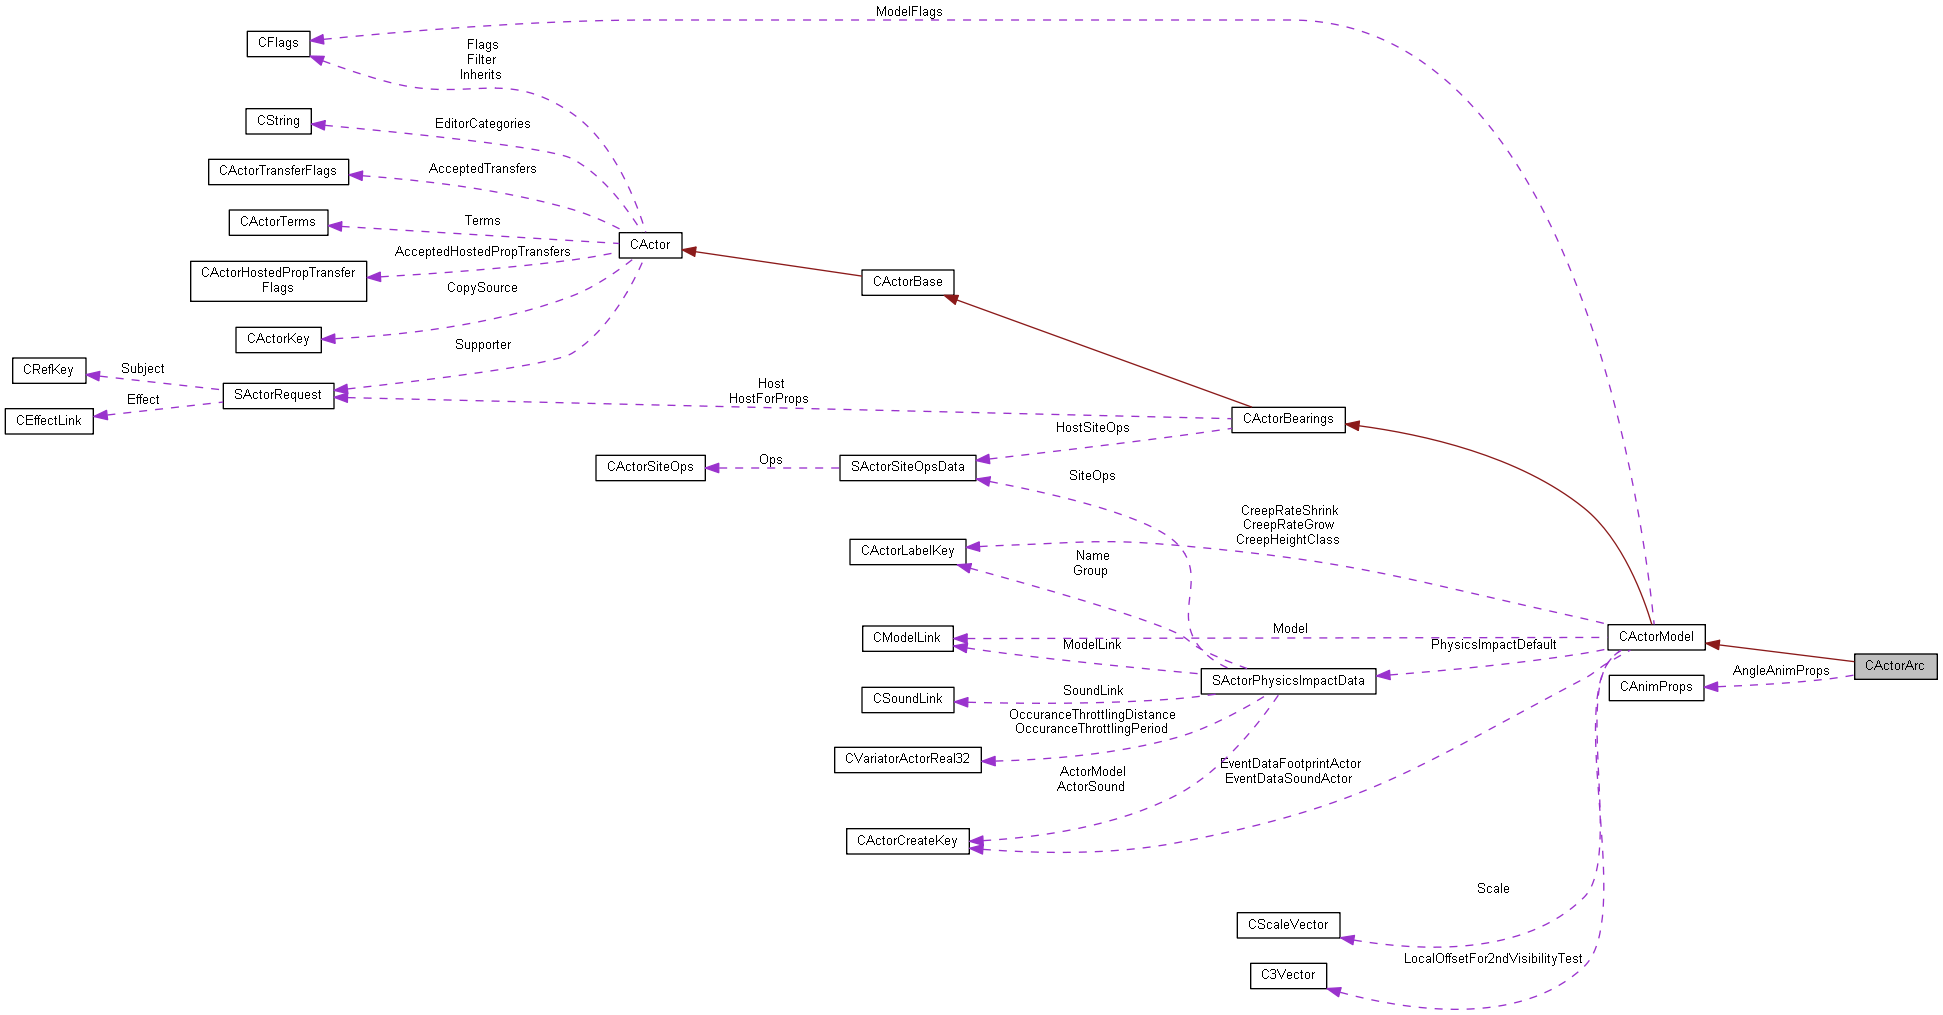 ModelFlags
CFlags
Flags
Filter
Inherits
CString
EditorCategories
CActorTransferFlags
AcceptedTransfers
CActorTerms
Terms
CActor
AcceptedHostedPropTransfers
CActorHostedPropTransfer
Flags
CActorBase
CopySource
CActorKey
Supporter
CRefKey
Subject
SActorRequest
Effect
CEffectLink
Host
HostForProps
CActorBearings
HostSiteOps
CActorSiteOps
Ops
SActorSiteOpsData
SiteOps
CreepRateShrink
CreepRateGrow
CreepHeightClass
CActorLabelKey
Name
Group
CModelLink
Model
CActorModel
ModelLink
PhysicsImpactDefault
CActorArc
AngleAnimProps
SActorPhysicsImpactData
CAnimProps
CSoundLink
SoundLink
OccuranceThrottlingDistance
OccuranceThrottlingPeriod
CVariatorActorReal32
ActorModel
ActorSound
EventDataFootprintActor
EventDataSoundActor
CActorCreateKey
Scale
CScaleVector
LocalOffsetFor2ndVisibilityTest
C3Vector